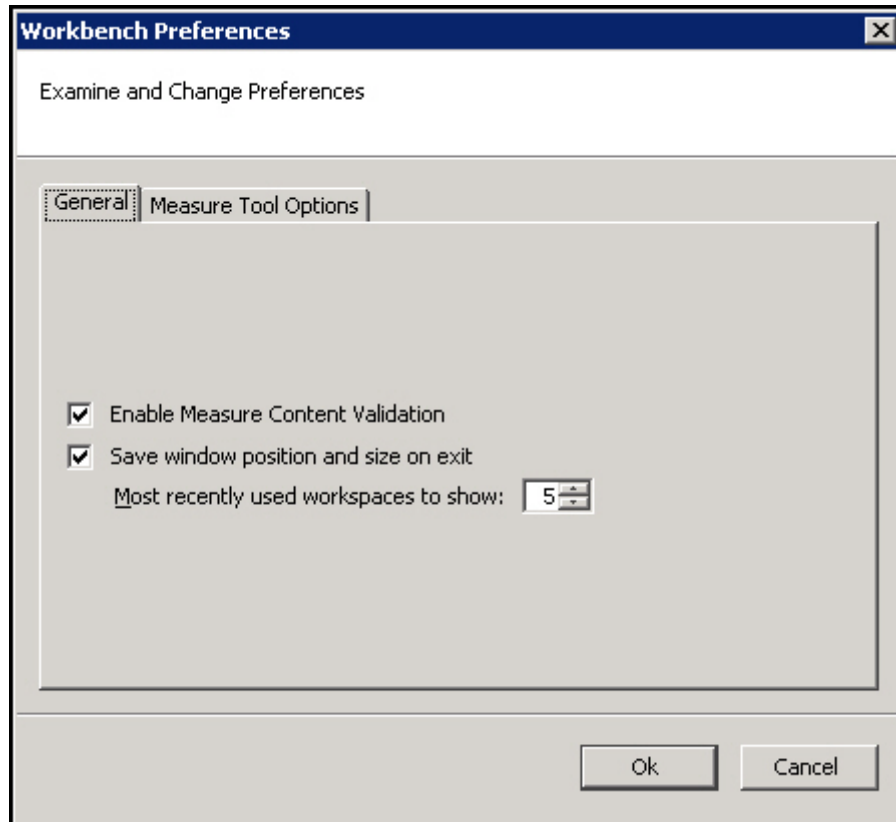 Workbench Preferences
Examine and Change Preferences
General Measure Tool Options
Enable Measure Content Validation
Save window position and size on exit
Most recently used workspaces to show: 5
Ok Cancel